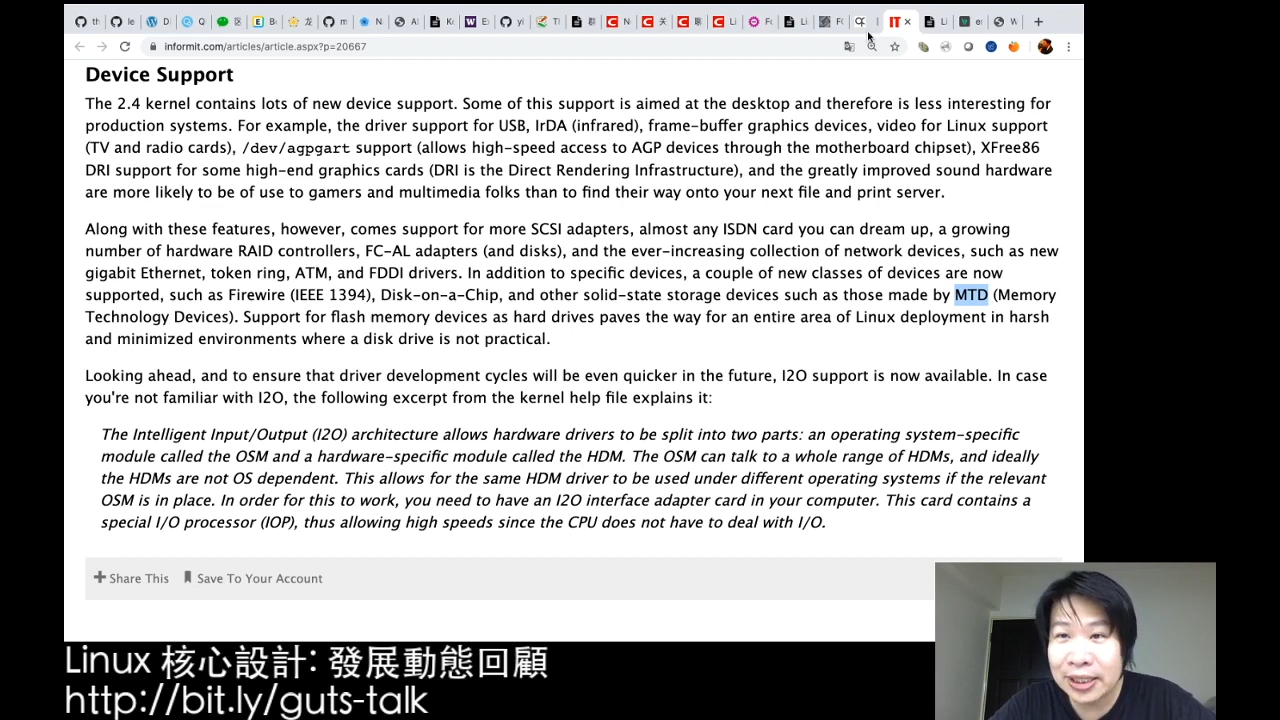 th le D Q E B 龙 m N Al K E yi Ti C N C C C Li F Li F IT Li e W
informit.com/articles/article.aspx?p=20667
Device Support
The 2.4 kernel contains lots of new device support. Some of this support is aimed at the desktop and therefore is less interesting for
production systems. For example, the driver support for USB, IrDA (infrared), frame-buffer graphics devices, video for Linux support
(TV and radio cards), /dev/agpgart support (allows high-speed access to AGP devices through the motherboard chipset), XFree86
DRI support for some high-end graphics cards (DRI is the Direct Rendering Infrastructure), and the greatly improved sound hardware
are more likely to be of use to gamers and multimedia folks than to find their way onto your next file and print server.
Along with these features, however, comes support for more SCSI adapters, almost any ISDN card you can dream up, a growing
number of hardware RAID controllers, FC-AL adapters (and disks), and the ever-increasing collection of network devices, such as new
gigabit Ethernet, token ring, ATM, and FDDI drivers. In addition to specific devices, a couple of new classes of devices are now
supported, such as Firewire (IEEE 1394), Disk-on-a-Chip, and other solid-state storage devices such as those made by MTD (Memory
Technology Devices). Support for flash memory devices as hard drives paves the way for an entire area of Linux deployment in harsh
and minimized environments where a disk drive is not practical.
Looking ahead, and to ensure that driver development cycles will be even quicker in the future, I2O support is now available. In case
you're not familiar with I2O, the following excerpt from the kernel help file explains it:
The Intelligent Input/Output (I2O) architecture allows hardware drivers to be split into two parts: an operating system-specific
module called the OSM and a hardware-specific module called the HDM. The OSM can talk to a whole range of HDMs, and ideally
the HDMs are not OS dependent. This allows for the same HDM driver to be used under different operating systems if the relevant
OSM is in place. In order for this to work, you need to have an I2O interface adapter card in your computer. This card contains a
special I/O processor (IOP), thus allowing high speeds since the CPU does not have to deal with I/O.
Share This Save To Your Account
Linux 核心設計: 發展動態回顧
http://bit.ly/guts-talk